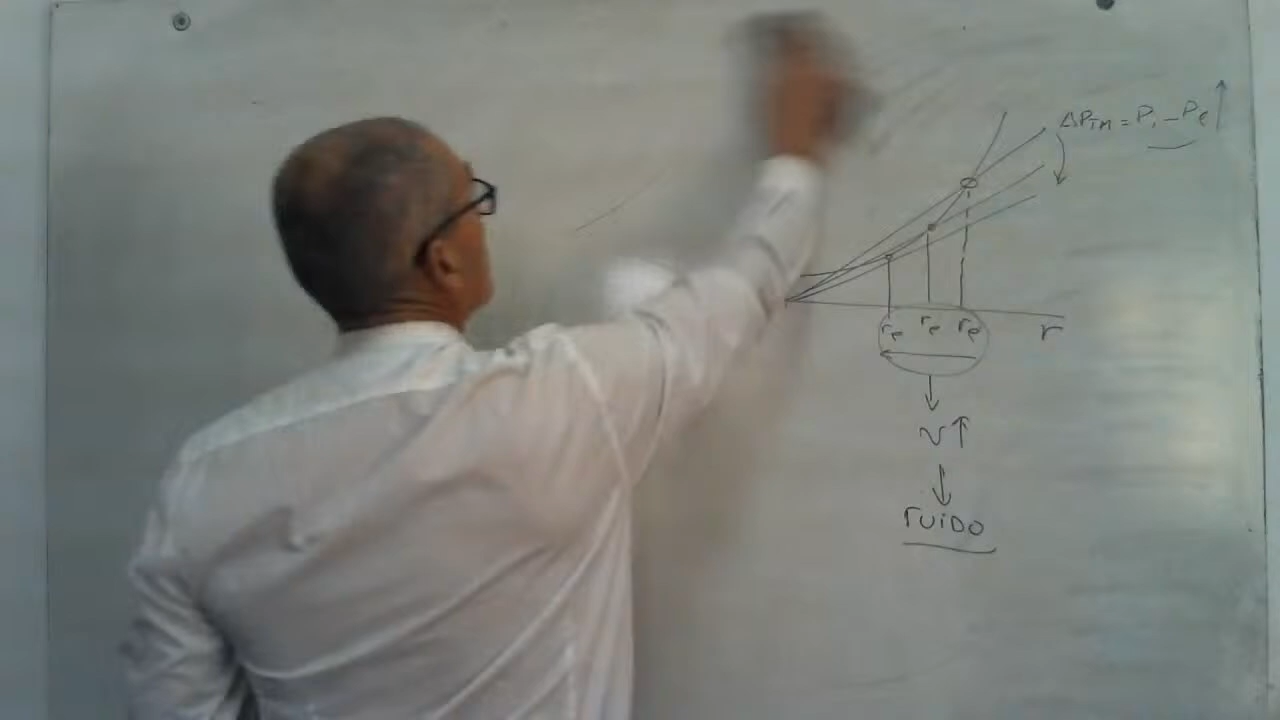 ΔPTM = Pi - Pe ↑
re re re r
v↑
ruido